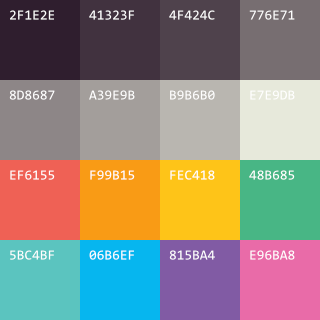 2F1E2E 41323F 4F424C 776E71
8D8687 A39E9B B9B6B0 E7E9DB
EF6155 F99B15 FEC418 48B685
5BC4BF 06B6EF 815BA4 E96BA8